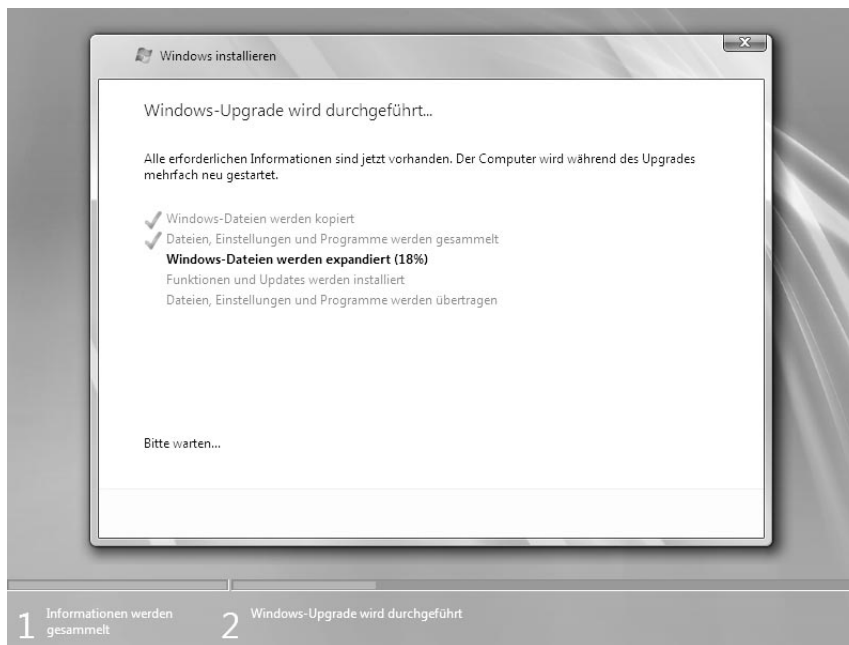 Windows installieren
Windows-Upgrade wird durchgeführt...
Alle erforderlichen Informationen sind jetzt vorhanden. Der Computer wird während des Upgrades
mehrfach neu gestartet.
Windows-Dateien werden kopiert
Dateien, Einstellungen und Programme werden gesammelt
Windows-Dateien werden expandiert (18%)
Funktionen und Updates werden installiert
Dateien, Einstellungen und Programme werden übertragen
Bitte warten...
1 Informationen werden
gesammelt
2 Windows-Upgrade wird durchgeführt